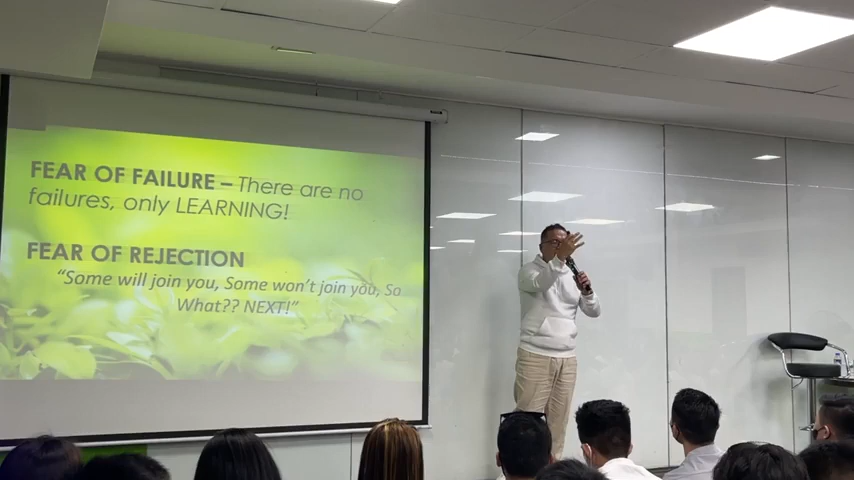 FEAR OF FAILURE – There are no
failures, only LEARNING!
FEAR OF REJECTION
“Some will join you, Some won’t join you, So
What?? NEXT!”